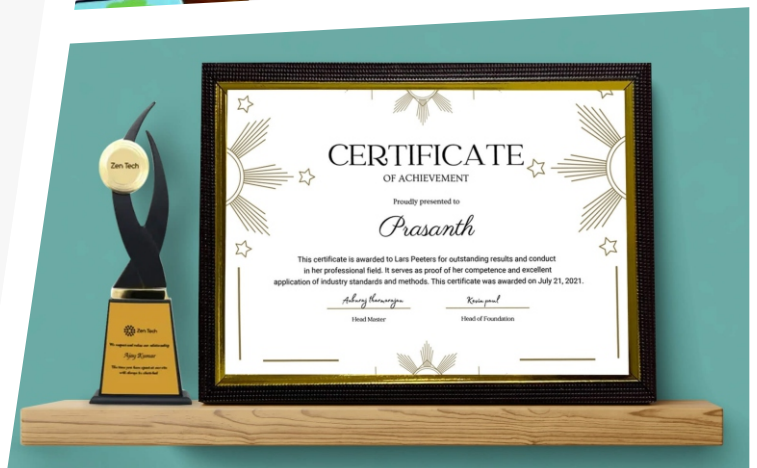 Zen Tech
Zen Tech
Ajay Kumar
CERTIFICATE
OF ACHIEVEMENT
Proudly presented to
Prasanth
This certificate is awarded to Lars Peeters for outstanding results and conduct
in her professional field. It serves as proof of her competence and excellent
application of industry standards and methods. This certificate was awarded on July 21, 2021.
Kevin paul
Head Master
Head of Foundation